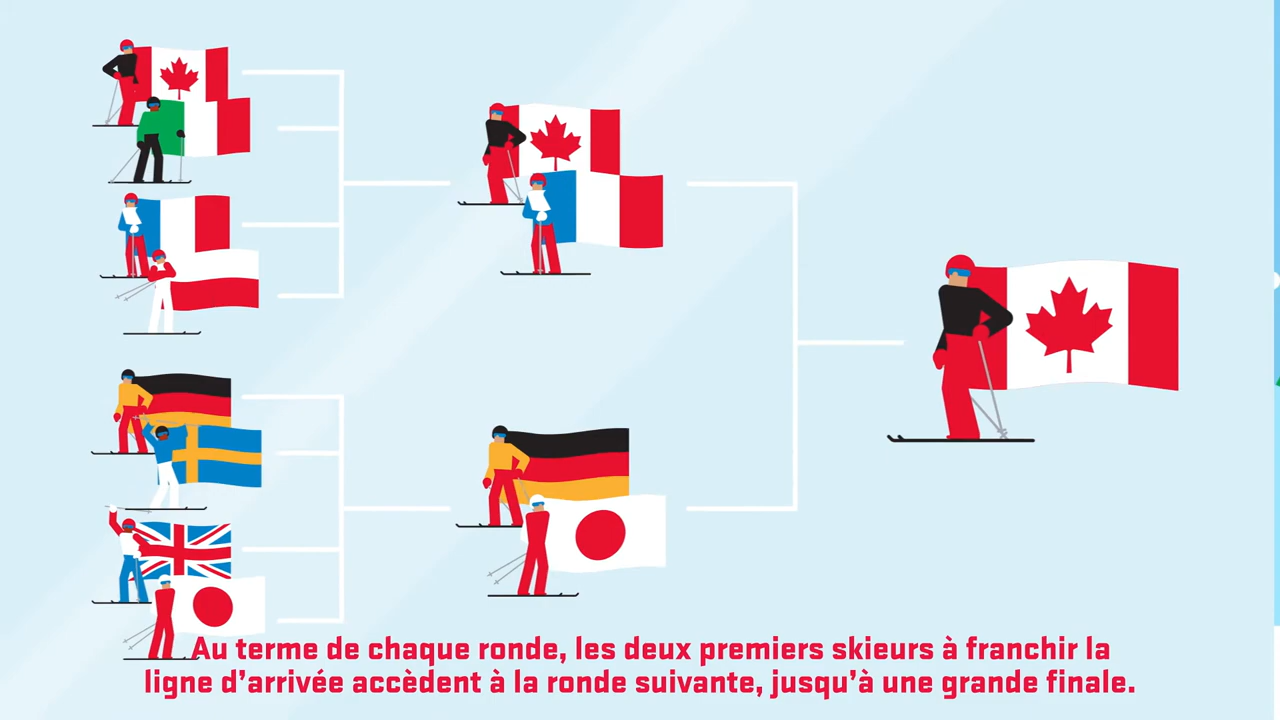 Au terme de chaque ronde, les deux premiers skieurs à franchir la
ligne d'arrivée accèdent à la ronde suivante, jusqu'à une grande finale.